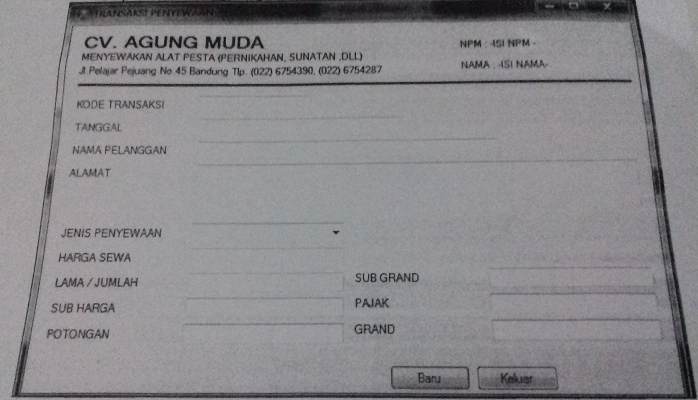 TRANSAKSI PENYEWAAN
CV. AGUNG MUDA
MENYEWAKAN ALAT PESTA (PERNIKAHAN, SUNATAN ,DLL)
Jl Pelajar Pejuang No.45 Bandung Tlp. (022) 6754390, (022) 6754287
NPM : -ISI NPM -
NAMA : -ISI NAMA-
KODE TRANSAKSI
TANGGAL
NAMA PELANGGAN
ALAMAT
JENIS PENYEWAAN
HARGA SEWA
LAMA / JUMLAH
SUB HARGA
POTONGAN
SUB GRAND
PAJAK
GRAND
Baru
Keluar